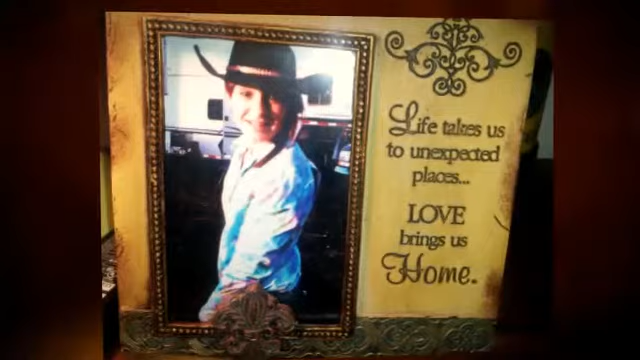 Life takes us
to unexpected
places...
LOVE
brings us
Home.